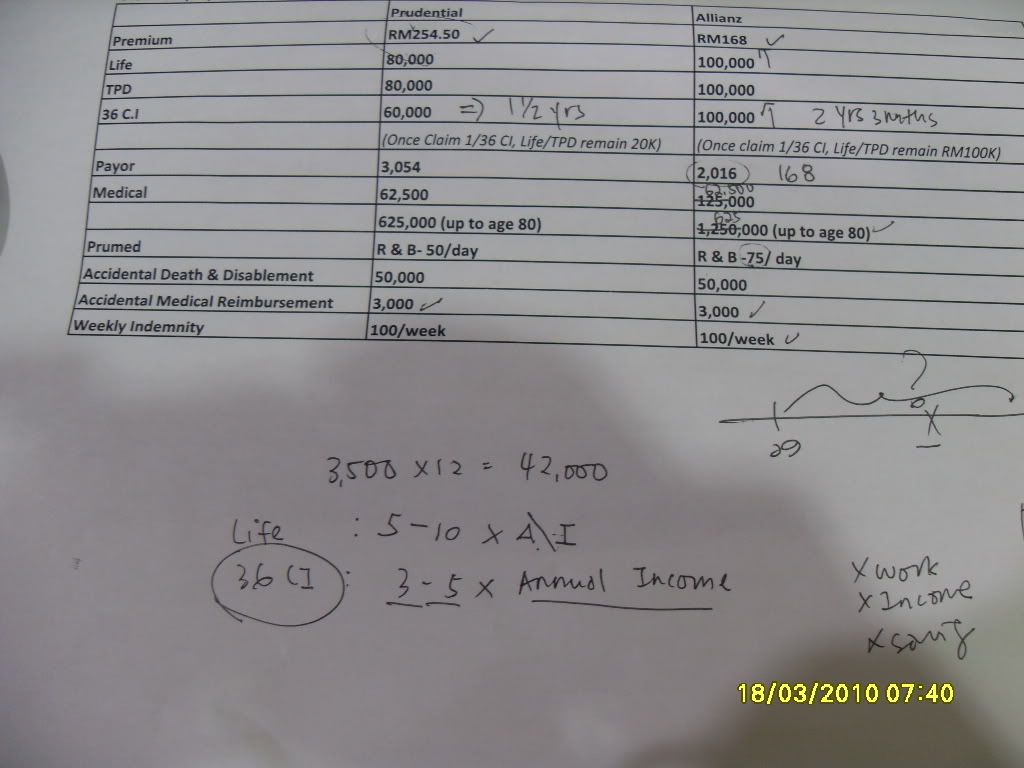 Prudential Allianz
Premium RM254.50 RM168
Life 80,000 100,000
TPD 80,000 100,000
36 C.I 60,000 => 1 1/2 yrs 100,000 2 yrs 3 mths
(Once Claim 1/36 CI, Life/TPD remain 20K) (Once claim 1/36 CI, Life/TPD remain RM100K)
Payor 3,054 2,016 168
62,500
Medical 62,500 125,000
625
625,000 (up to age 80) 1,250,000 (up to age 80)
Prumed R & B- 50/day R & B -75/ day
Accidental Death & Disablement 50,000 50,000
Accidental Medical Reimbursement 3,000 3,000
Weekly Indemnity 100/week 100/week
?
X
29
3,500 x 12 = 42,000
Life : 5 - 10 x A.I
36 CI : 3 - 5 x Annual Income
x work
x Income
18/03/2010 07:40